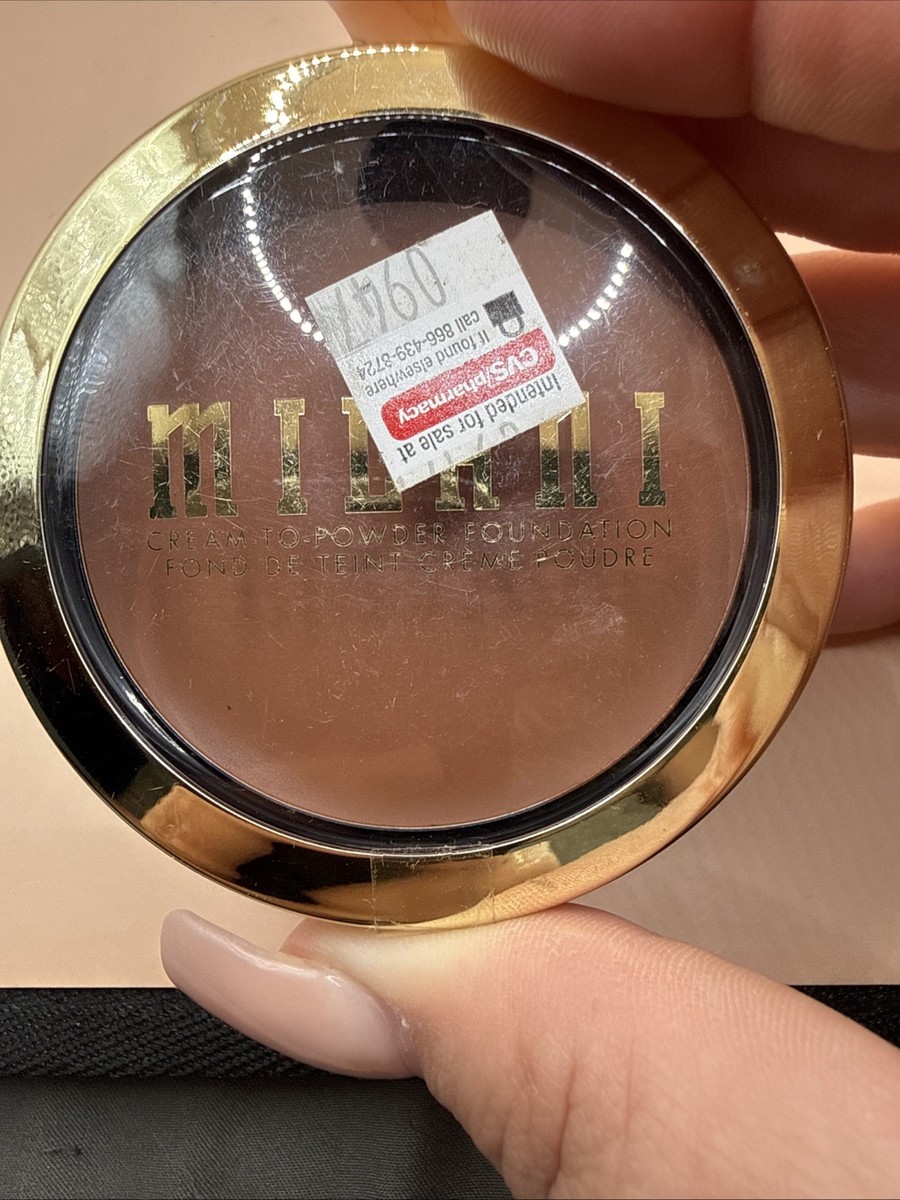 MILANI
CREAM-TO-POWDER FOUNDATION
FOND DE TEINT CRÈME POUDRE
Intended for sale at
CVS/pharmacy
If found elsewhere
call 866-439-3724